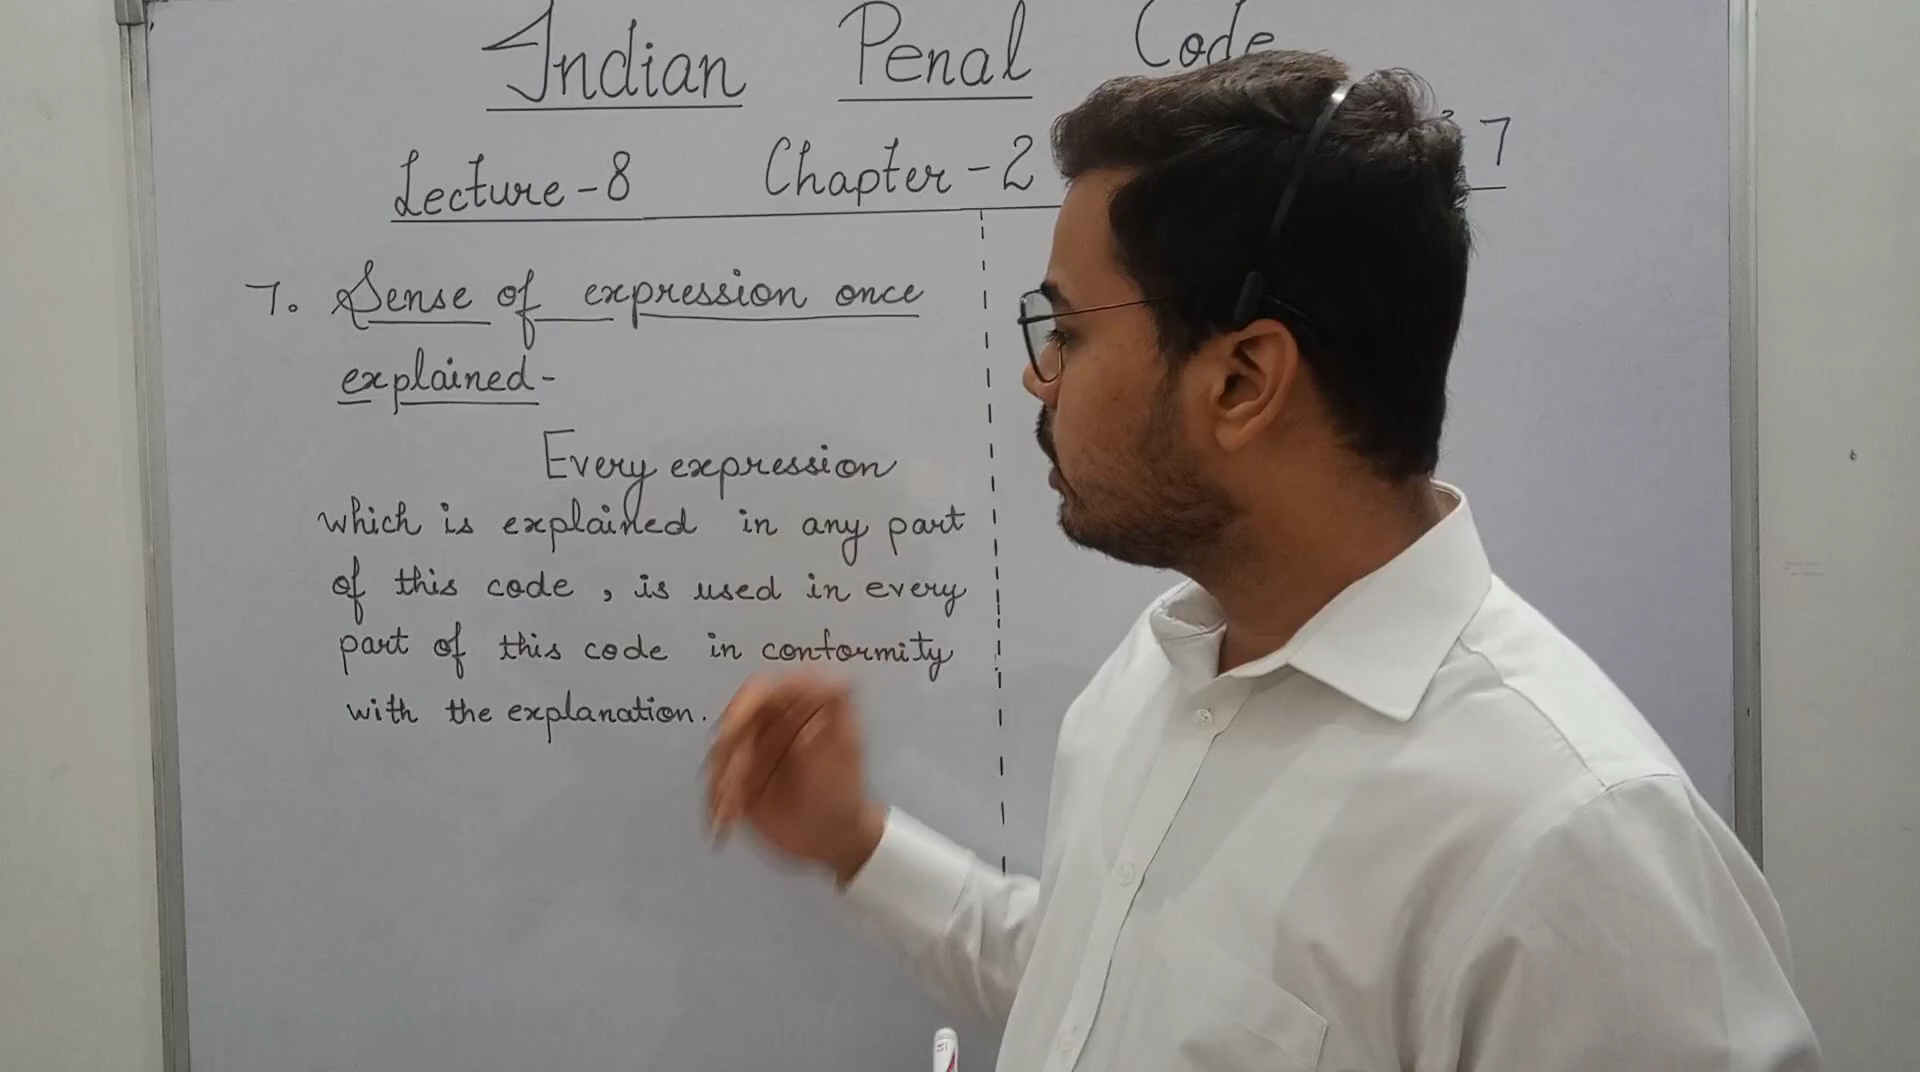 Indian Penal Code
Lecture-8 Chapter-2 7
7. Sense of expression once
explained-
Every expression
which is explained in any part
of this code, is used in every
part of this code in conformity
with the explanation.